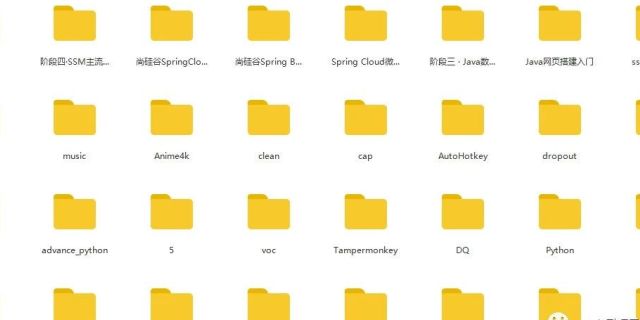 阶段四·SSM主流...
尚硅谷SpringClo...
尚硅谷Spring B...
Spring Cloud微...
阶段三·Java数...
Java网页搭建入门
ss
music
Anime4k
clean
cap
AutoHotkey
dropout
advance_python
5
voc
Tampermonkey
DQ
Python